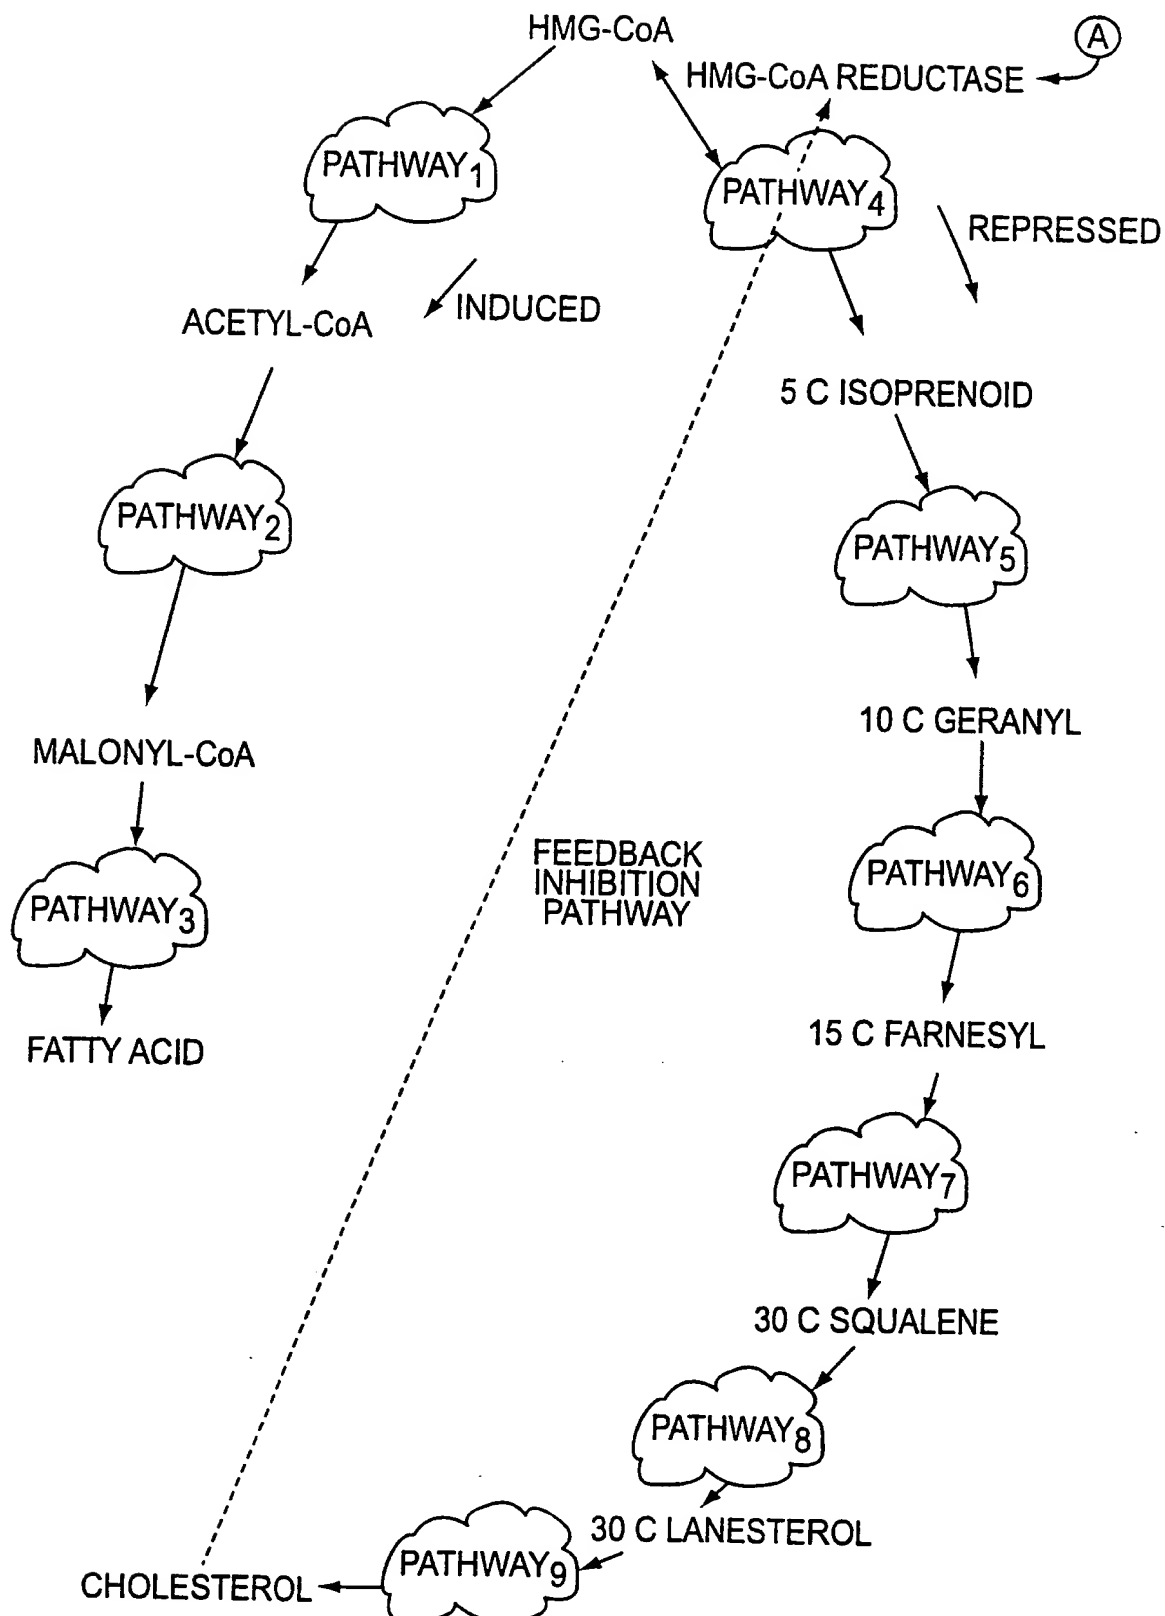 HMG-CoA
A
HMG-CoA REDUCTASE
PATHWAY1
PATHWAY4
REPRESSED
INDUCED
ACETYL-CoA
5 C ISOPRENOID
PATHWAY2
PATHWAY5
10 C GERANYL
MALONYL-CoA
FEEDBACK
INHIBITION
PATHWAY
PATHWAY6
PATHWAY3
15 C FARNESYL
FATTY ACID
PATHWAY7
30 C SQUALENE
PATHWAY8
30 C LANESTEROL
PATHWAY9
CHOLESTEROL